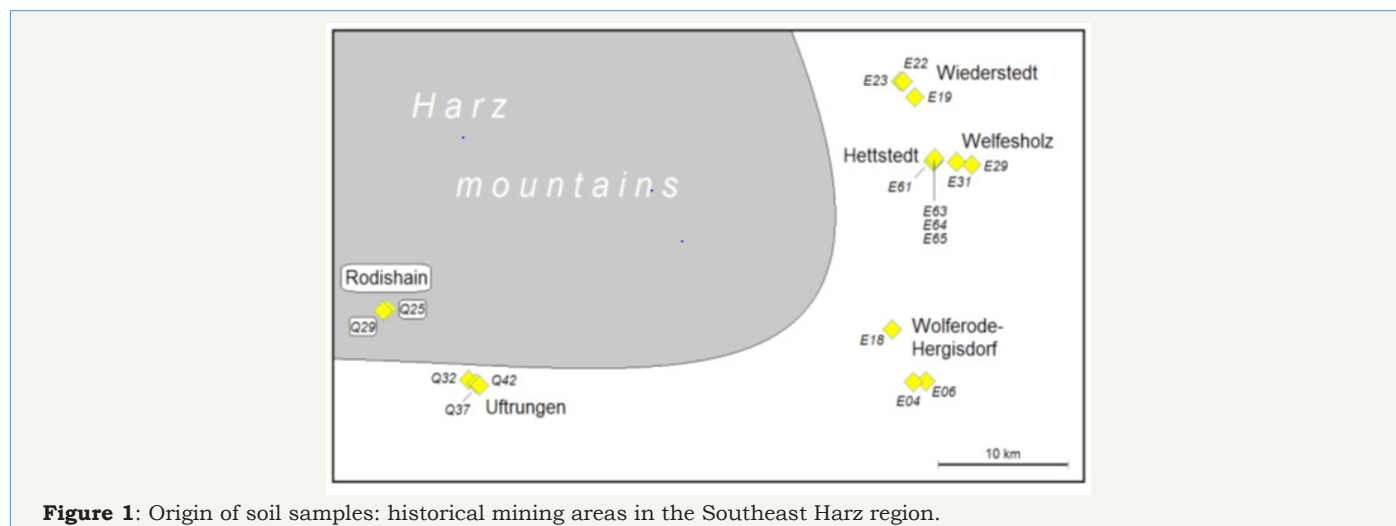 E22
E23
Wiederstedt
E19
Harz
mountains
Welfesholz
Hettstedt
E29
E61
E31
E63
E64
E65
Rodishain
Q25
Q29
E18
Wolferode-
Hergisdorf
Q32
Q42
Q37
Uftrungen
E04
E06
10 km
Figure 1: Origin of soil samples: historical mining areas in the Southeast Harz region.